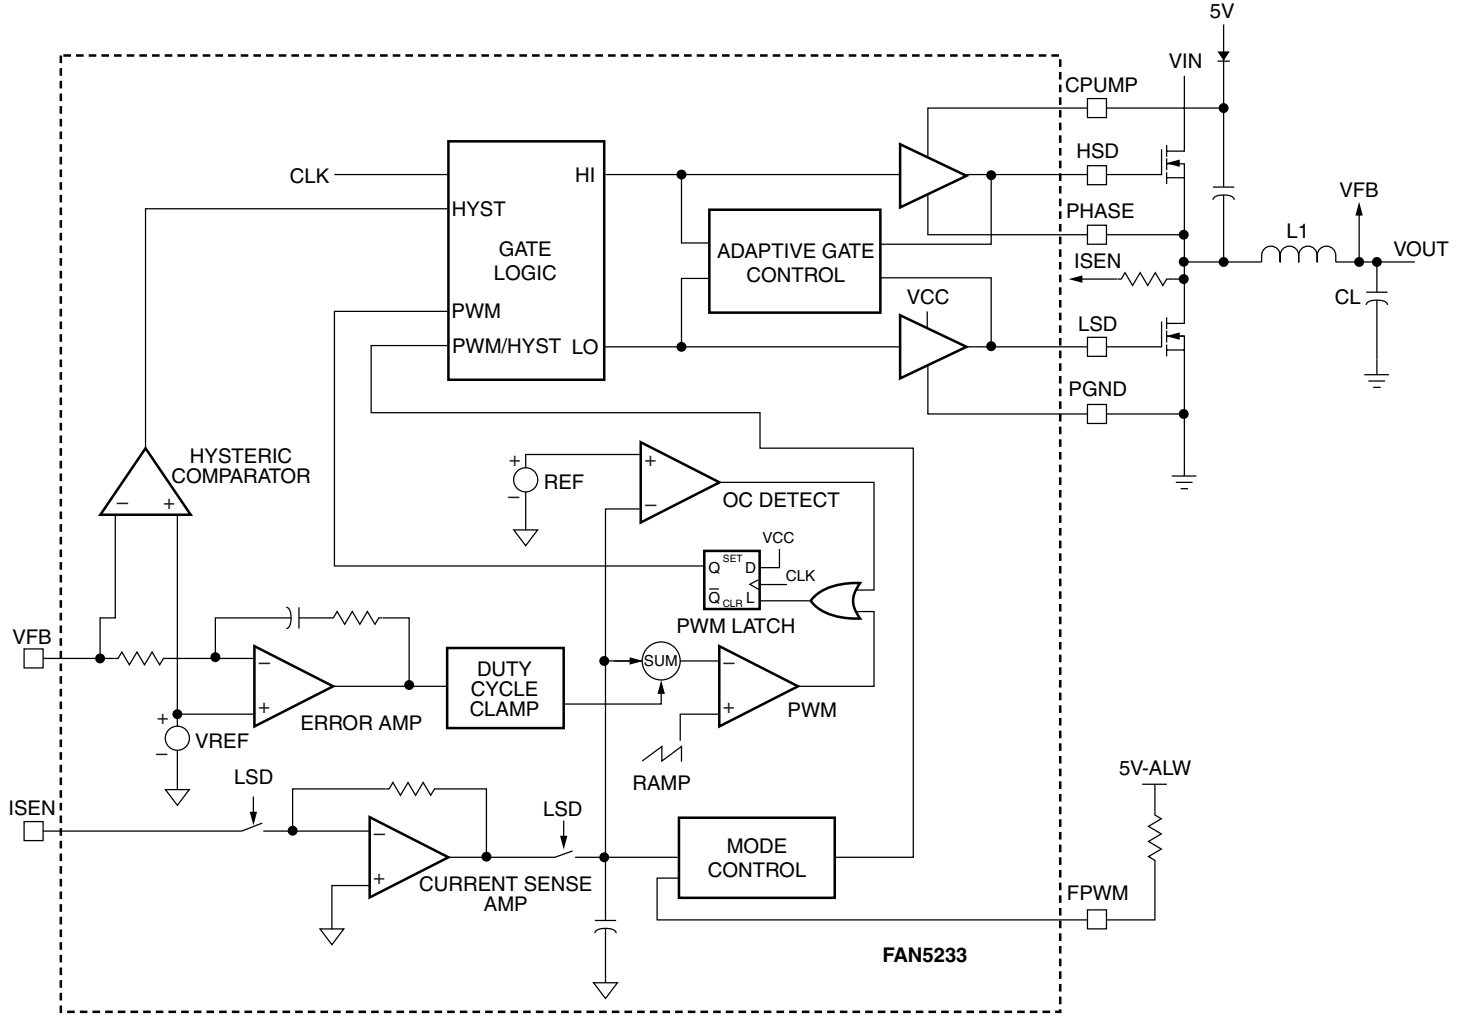 5V
VIN
CPUMP
HSD
CLK
HI
HYST
PHASE
VFB
GATE
LOGIC
ADAPTIVE GATE
CONTROL
ISEN
L1
VOUT
VCC
CL
PWM
LSD
PWM/HYST LO
PGND
HYSTERIC
COMPARATOR
– +
+
– REF
+
–
OC DETECT
VCC
Q SET D
CLK
Q CLR L
PWM LATCH
VFB
–
+
ERROR AMP
DUTY
CYCLE
CLAMP
SUM
–
+
PWM
+
– VREF
RAMP
5V-ALW
LSD
ISEN
LSD
–
+
CURRENT SENSE
AMP
MODE
CONTROL
FPWM
FAN5233